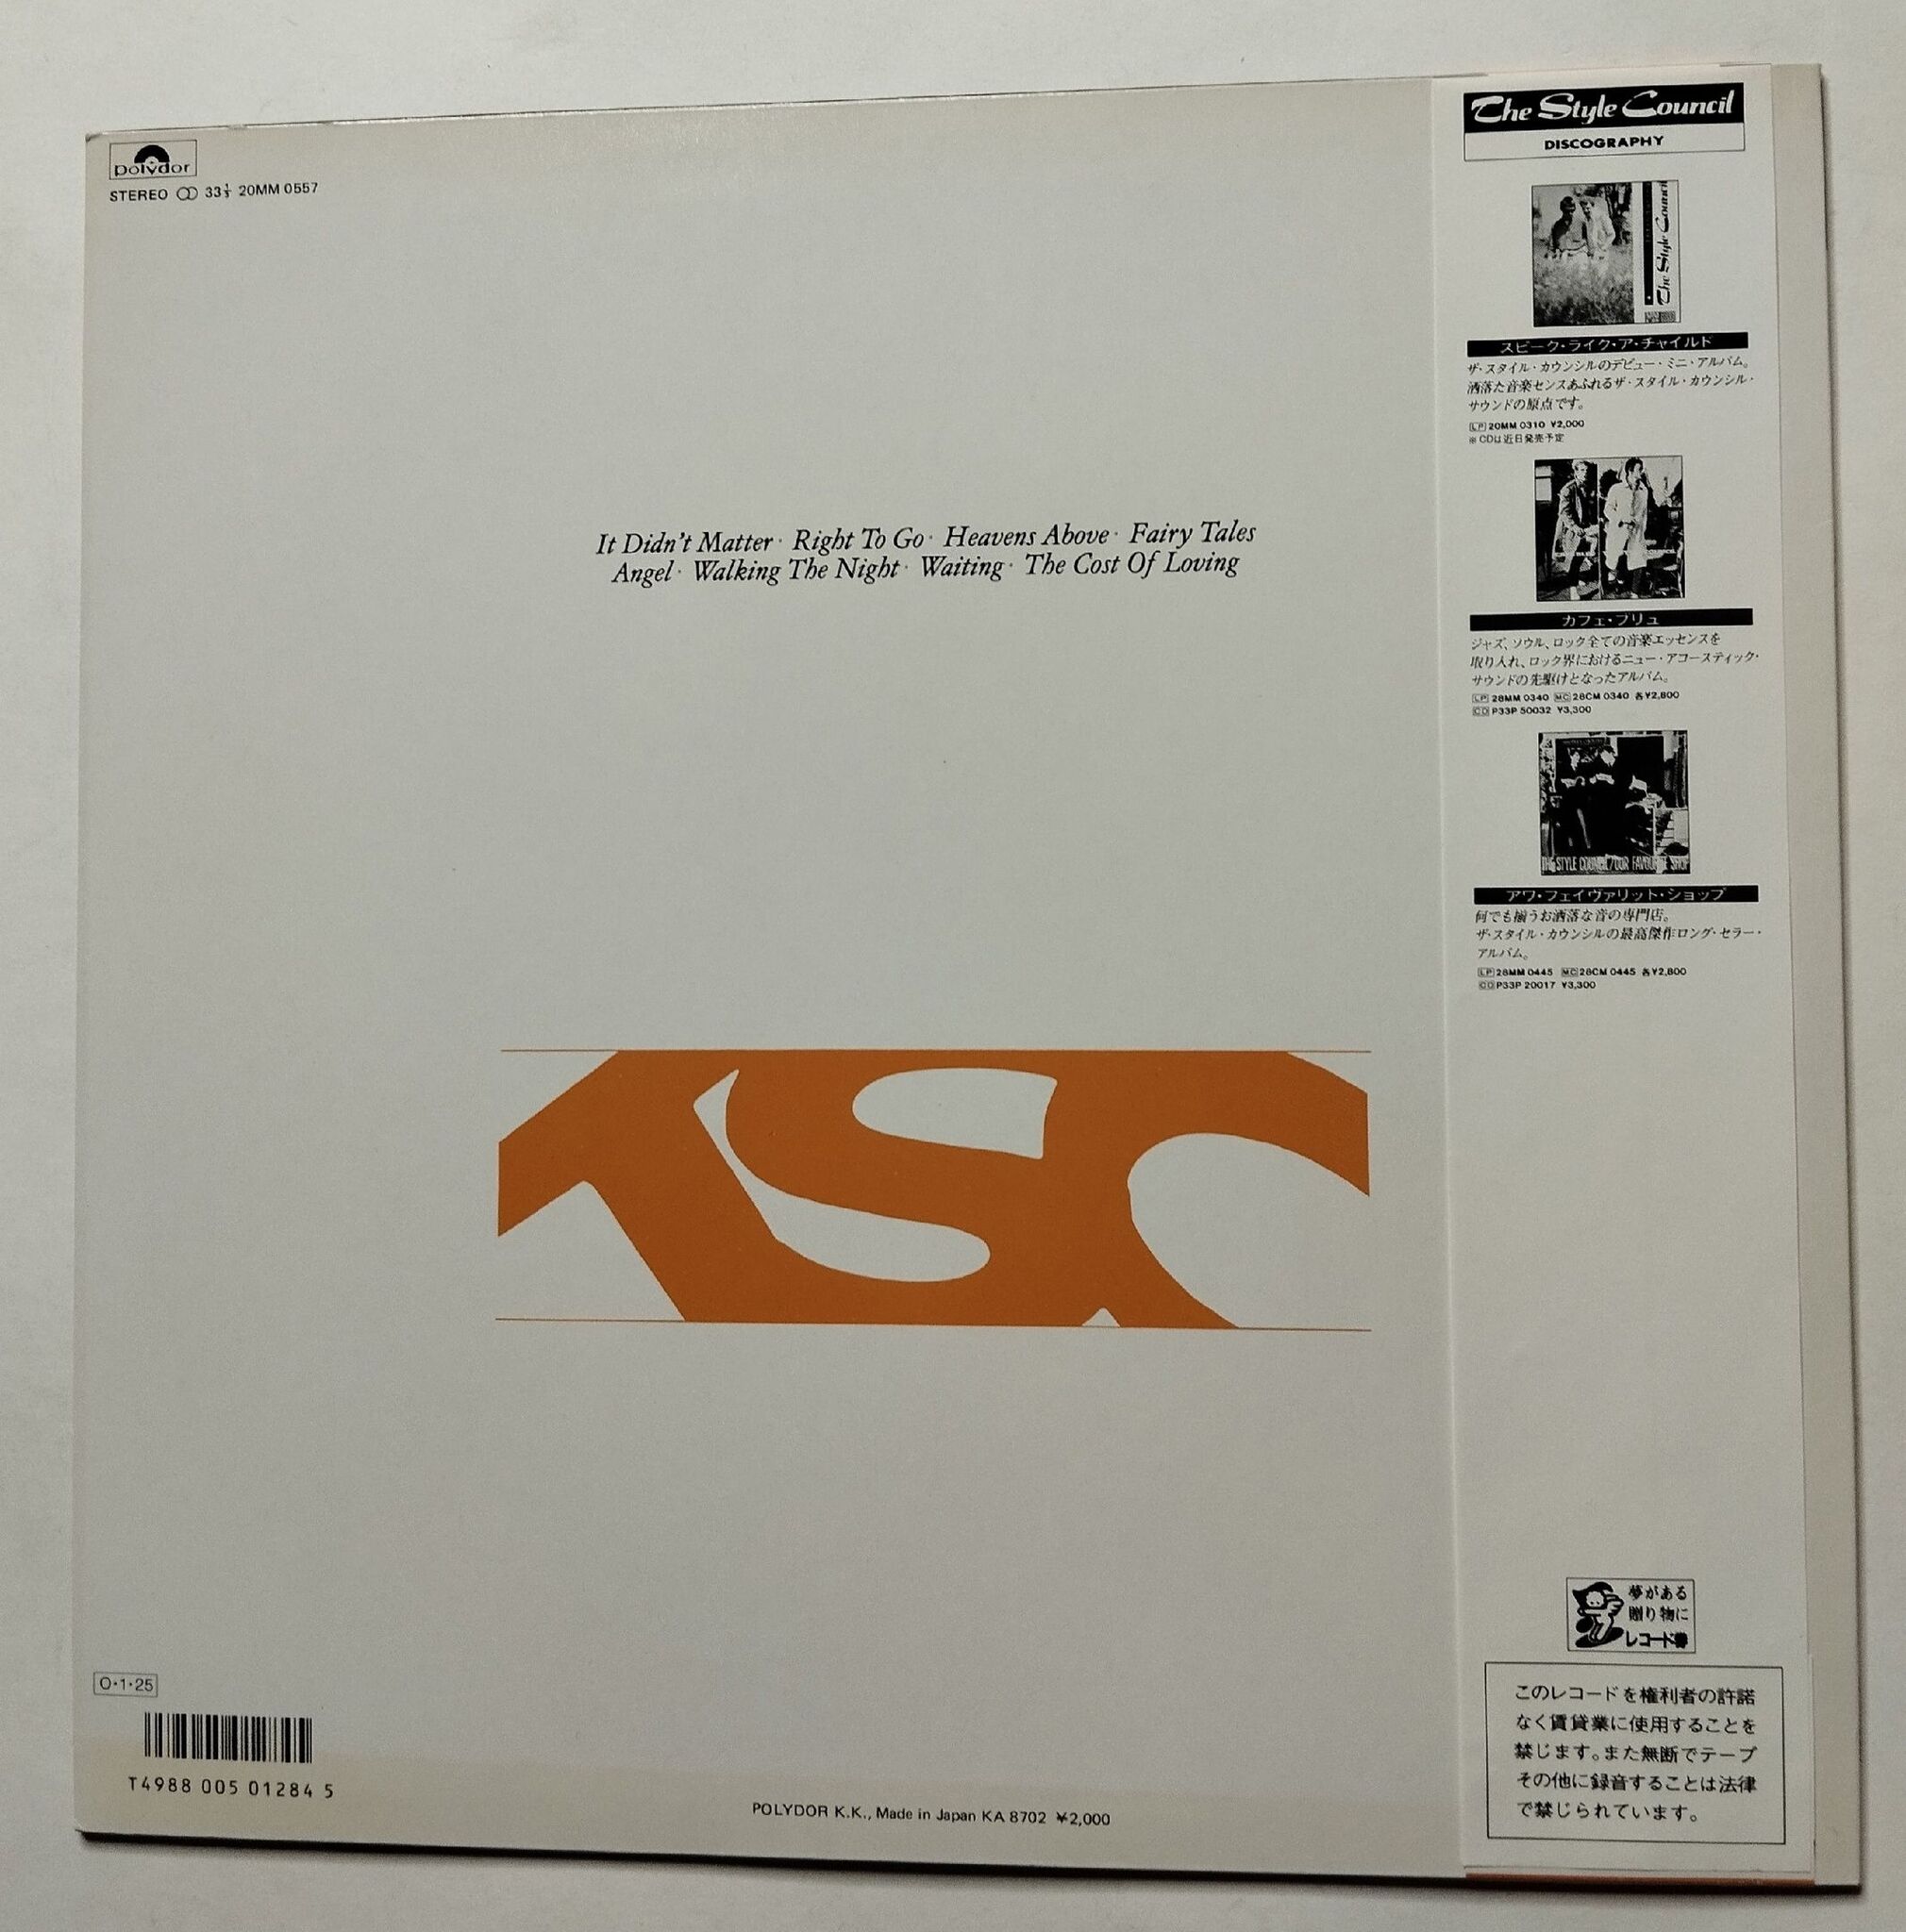 polydor
STEREO 33⅓ 20MM 0557
It Didn't Matter · Right To Go · Heavens Above · Fairy Tales
Angel · Walking The Night · Waiting · The Cost Of Loving
TSC
O·1·25
T4988 005 01284 5
POLYDOR K.K., Made in Japan KA 8702 ¥2,000
The Style Council
DISCOGRAPHY
The Style Council
スピーク・ライク・ア・チャイルド
ザ・スタイル・カウンシルのデビュー・ミニ・アルバム。
洒落た音楽センスあふれるザ・スタイル・カウンシル・
サウンドの原点です。
LP 20MM 0310 ¥2,000
※CDは近日発売予定
カフェ・ブリュ
ジャズ、ソウル、ロック全ての音楽エッセンスを
取り入れ、ロック界におけるニュー・アコースティック・
サウンドの先駆けとなったアルバム。
LP 28MM 0340 MC 28CM 0340 各¥2,800
CD P33P 50032 ¥3,300
THE STYLE COUNCIL/OUR FAVOURITE SHOP
アワ・フェイヴァリット・ショップ
何でも揃うお洒落な音の専門店。
ザ・スタイル・カウンシルの最高傑作ロング・セラー・
アルバム。
LP 28MM 0445 MC 28CM 0445 各¥2,800
CD P33P 20017 ¥3,300
夢がある
贈り物に
レコード券
このレコードを権利者の許諾
なく賃貸業に使用することを
禁じます。また無断でテープ
その他に録音することは法律
で禁じられています。